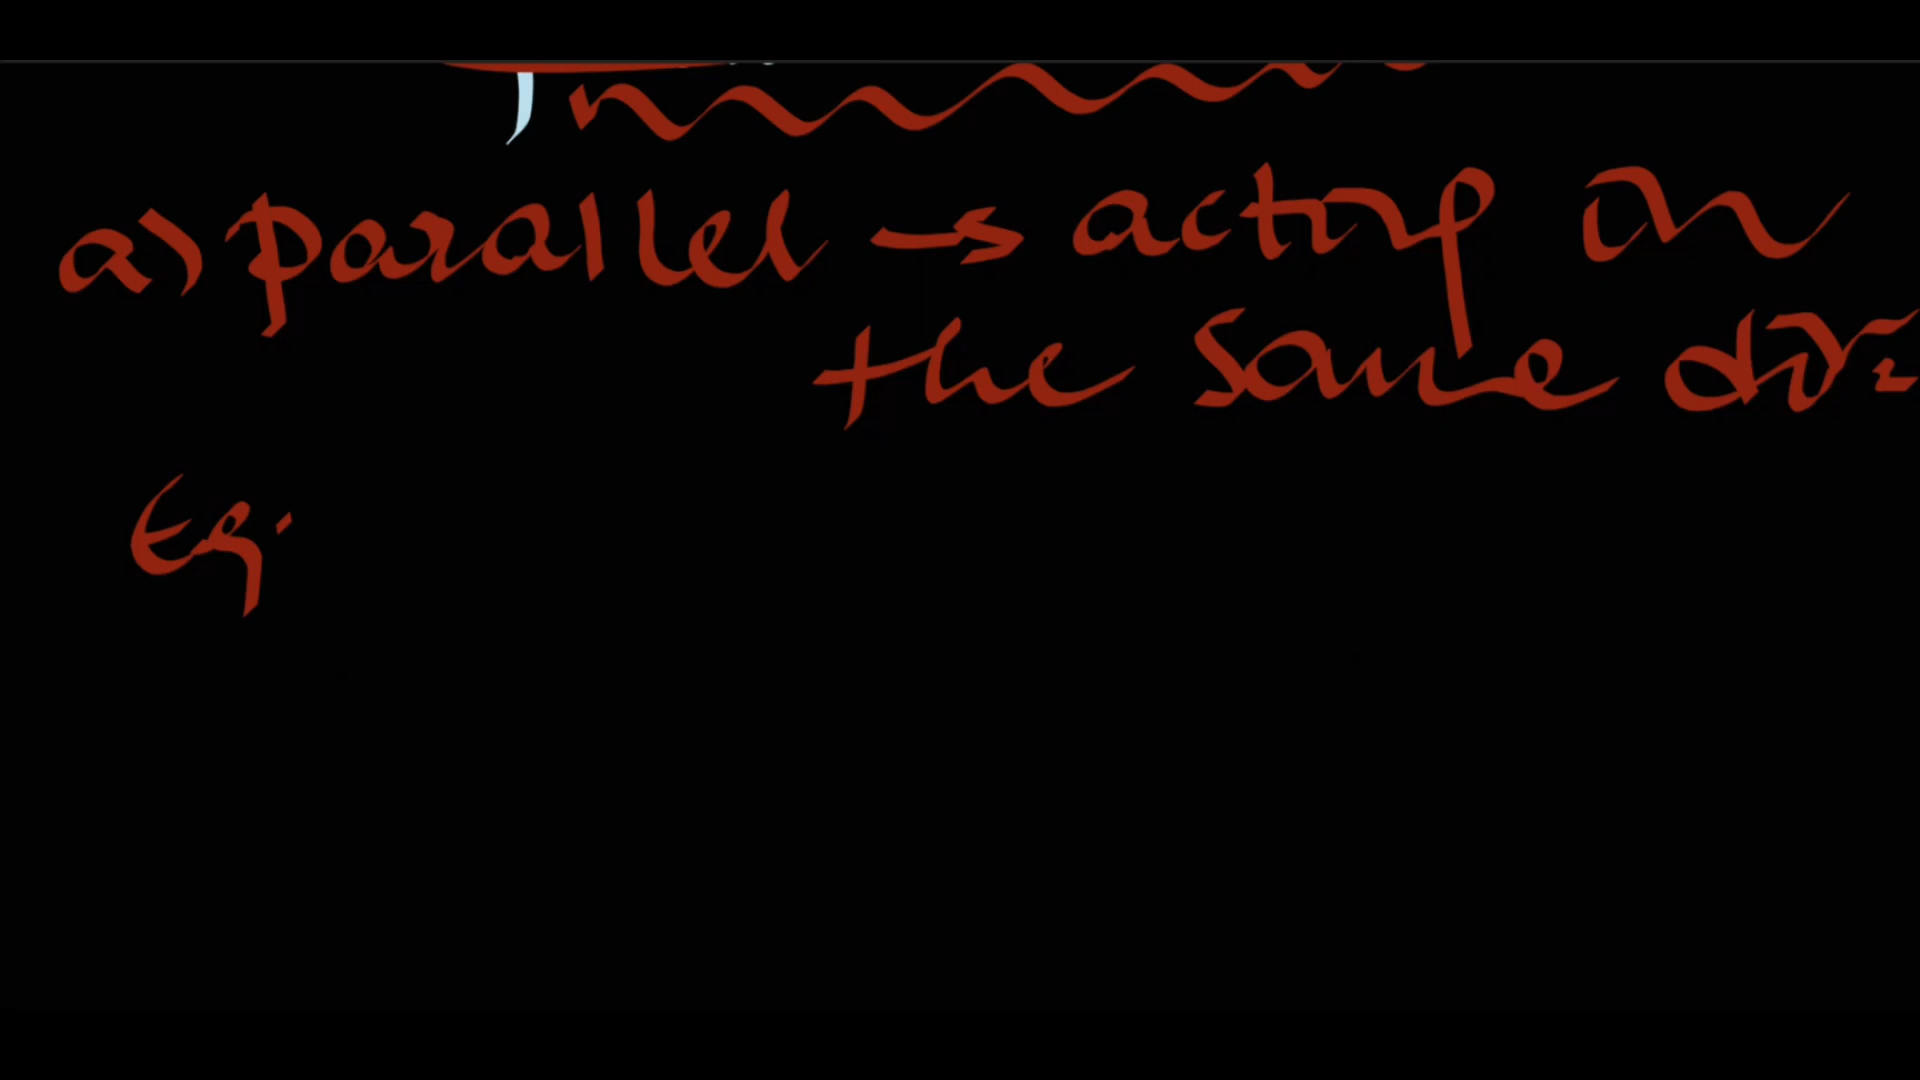 a) parallel → acting in
the same dir.
Eg.